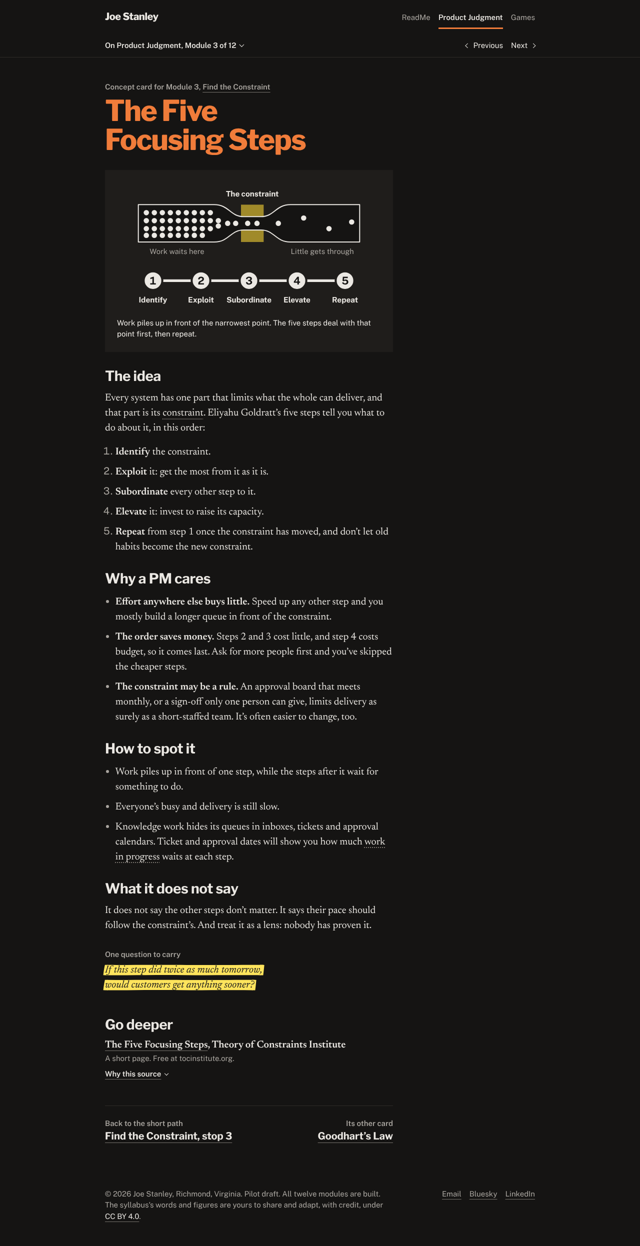 Joe Stanley
ReadMe Product Judgment Games
On Product Judgment, Module 3 of 12
Previous Next
Concept card for Module 3, Find the Constraint
The Five
Focusing Steps
The constraint
Work waits here Little gets through
1 2 3 4 5
Identify Exploit Subordinate Elevate Repeat
Work piles up in front of the narrowest point. The five steps deal with that
point first, then repeat.
The idea
Every system has one part that limits what the whole can deliver, and
that part is its constraint. Eliyahu Goldratt’s five steps tell you what to
do about it, in this order:
1. Identify the constraint.
2. Exploit it: get the most from it as it is.
3. Subordinate every other step to it.
4. Elevate it: invest to raise its capacity.
5. Repeat from step 1 once the constraint has moved, and don’t let old
habits become the new constraint.
Why a PM cares
• Effort anywhere else buys little. Speed up any other step and you
mostly build a longer queue in front of the constraint.
• The order saves money. Steps 2 and 3 cost little, and step 4 costs
budget, so it comes last. Ask for more people first and you’ve skipped
the cheaper steps.
• The constraint may be a rule. An approval board that meets
monthly, or a sign-off only one person can give, limits delivery as
surely as a short-staffed team. It’s often easier to change, too.
How to spot it
• Work piles up in front of one step, while the steps after it wait for
something to do.
• Everyone’s busy and delivery is still slow.
• Knowledge work hides its queues in inboxes, tickets and approval
calendars. Ticket and approval dates will show you how much work
in progress waits at each step.
What it does not say
It does not say the other steps don’t matter. It says their pace should
follow the constraint’s. And treat it as a lens: nobody has proven it.
One question to carry
If this step did twice as much tomorrow,
would customers get anything sooner?
Go deeper
The Five Focusing Steps, Theory of Constraints Institute
A short page. Free at tocinstitute.org.
Why this source
Back to the short path Its other card
Find the Constraint, stop 3 Goodhart’s Law
© 2026 Joe Stanley, Richmond, Virginia. Pilot draft. All twelve modules are built. Email Bluesky LinkedIn
The syllabus’s words and figures are yours to share and adapt, with credit, under
CC BY 4.0.